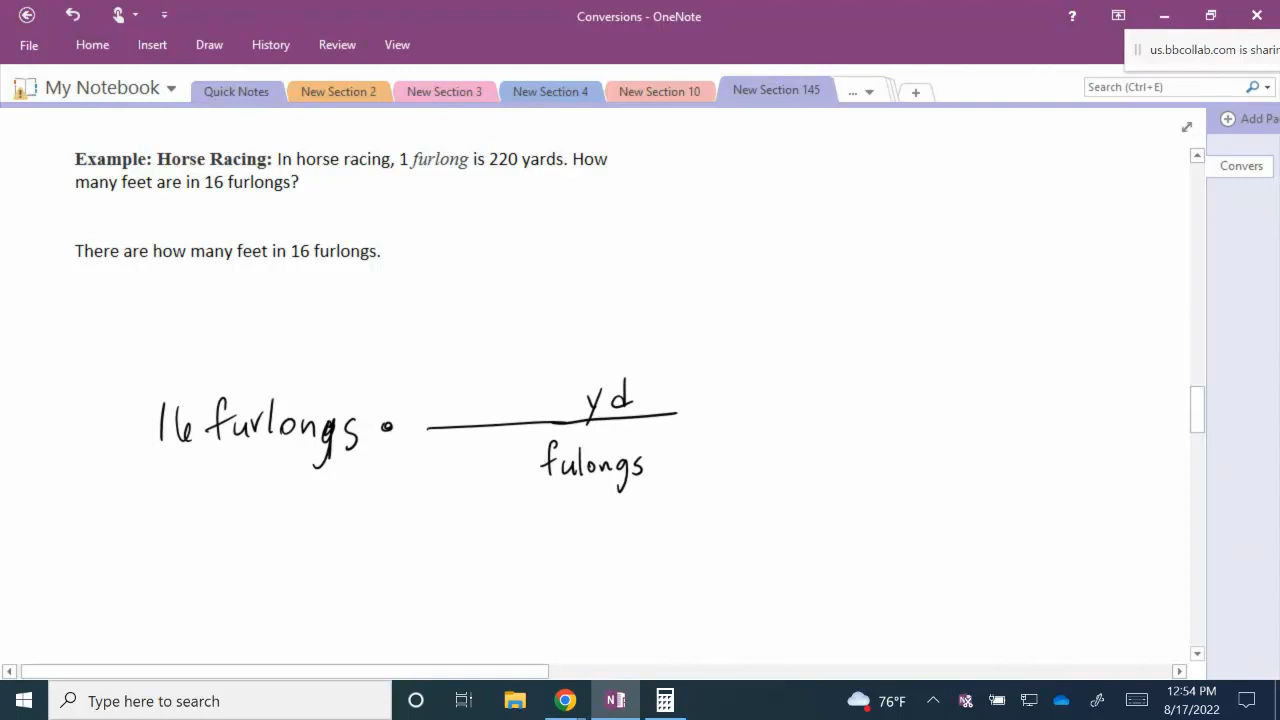 Conversions - OneNote
?
us.bbcollab.com is sharin
File Home Insert Draw History Review View
My Notebook
Quick Notes New Section 2 New Section 3 New Section 4 New Section 10 New Section 145 ... +
Search (Ctrl+E)
Add Pa
Convers
Example: Horse Racing: In horse racing, 1 furlong is 220 yards. How
many feet are in 16 furlongs?
There are how many feet in 16 furlongs.
16 furlongs • yd
fulongs
Type here to search
76°F
12:54 PM
8/17/2022